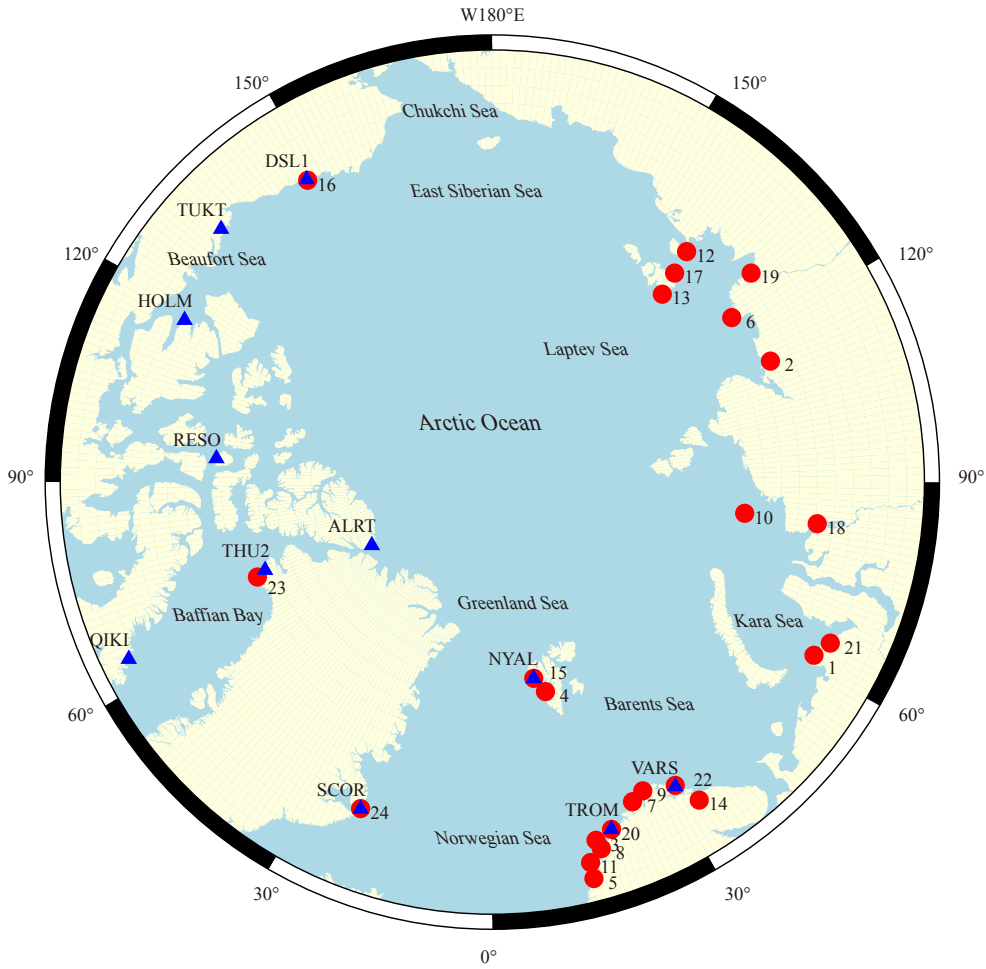 W180°E
150°
150°
Chukchi Sea
DSL1
16
East Siberian Sea
TUKT
120°
Beaufort Sea
12
120°
17
19
13
HOLM
6
Laptev Sea
2
Arctic Ocean
RESO
90°
90°
10
18
ALRT
THU2
23
Greenland Sea
Baffian Bay
Kara Sea
QIKI
21
NYAL
15
1
4
Barents Sea
60°
60°
VARS
22
SCOR
9
14
7
24
TROM
20
Norwegian Sea
3
8
11
5
30°
30°
0°